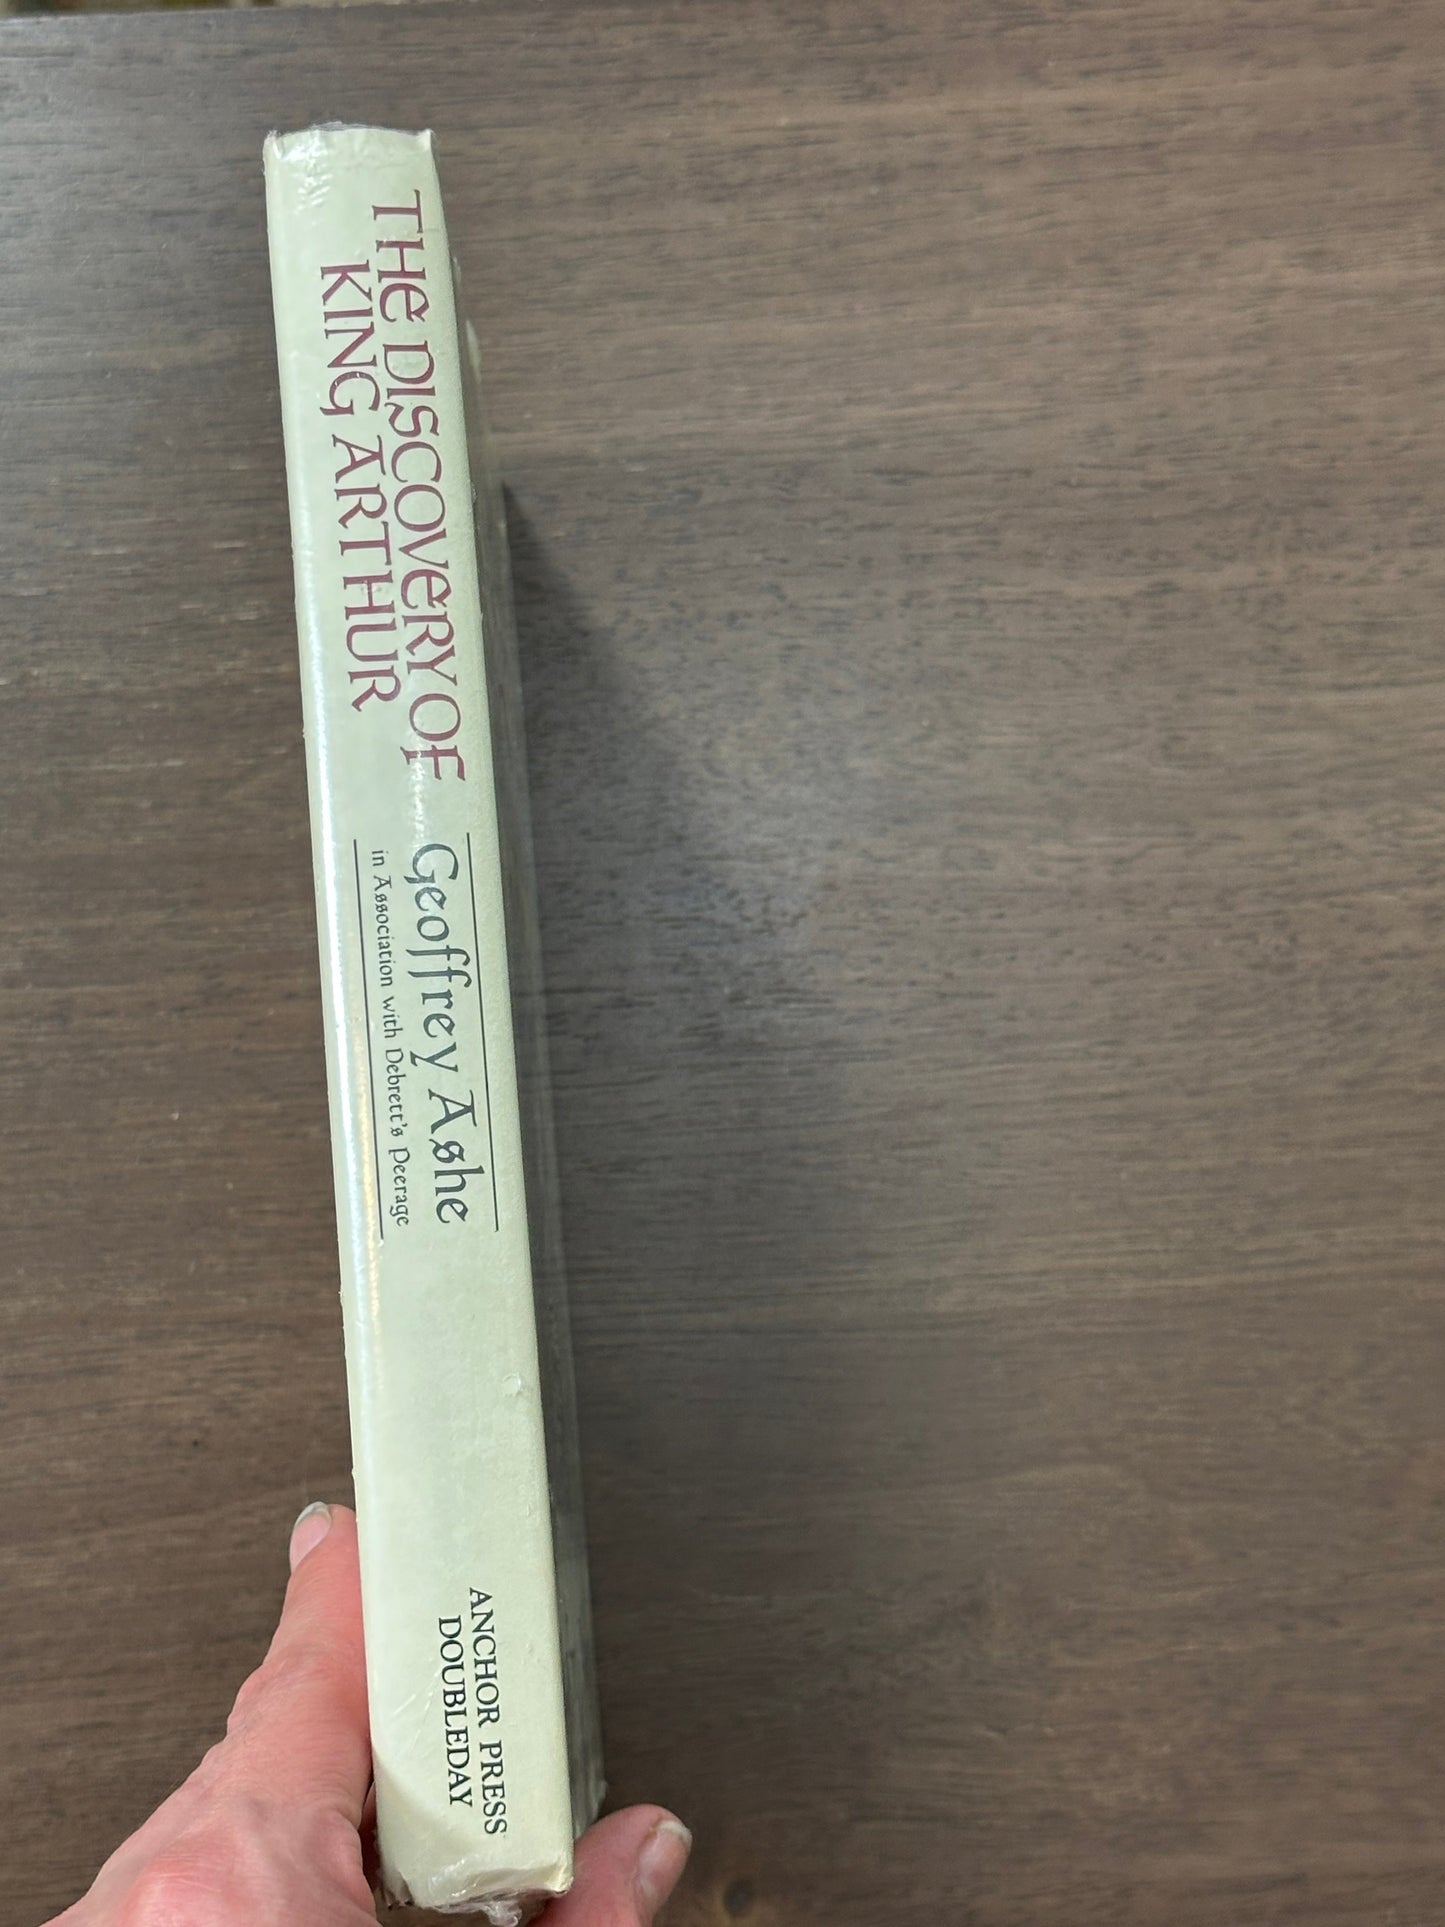 THE DISCOVERY OF
KING ARTHUR
Geoffrey Ashe
in Association with Debrett's Peerage
ANCHOR PRESS
DOUBLEDAY